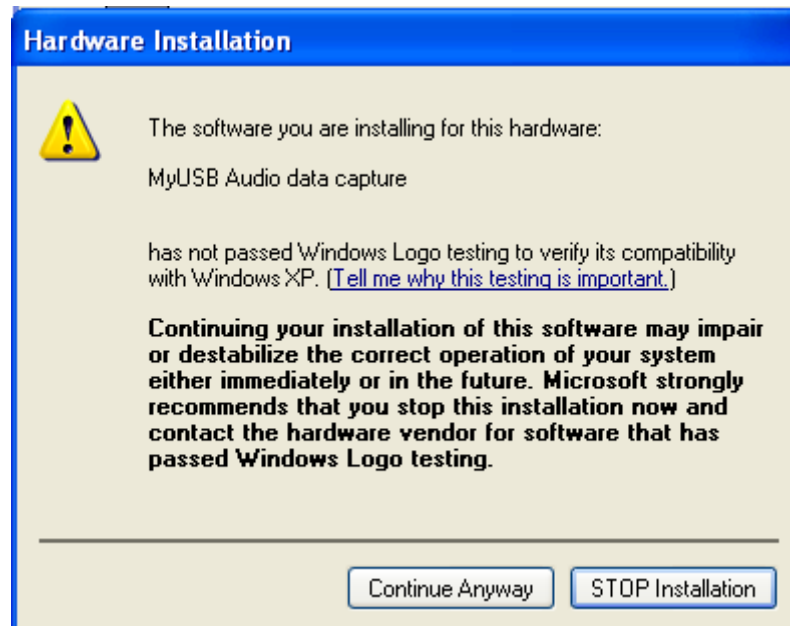 Hardware Installation
The software you are installing for this hardware:
MyUSB Audio data capture
has not passed Windows Logo testing to verify its compatibility
with Windows XP. (Tell me why this testing is important.)
Continuing your installation of this software may impair
or destabilize the correct operation of your system
either immediately or in the future. Microsoft strongly
recommends that you stop this installation now and
contact the hardware vendor for software that has
passed Windows Logo testing.
Continue Anyway
STOP Installation